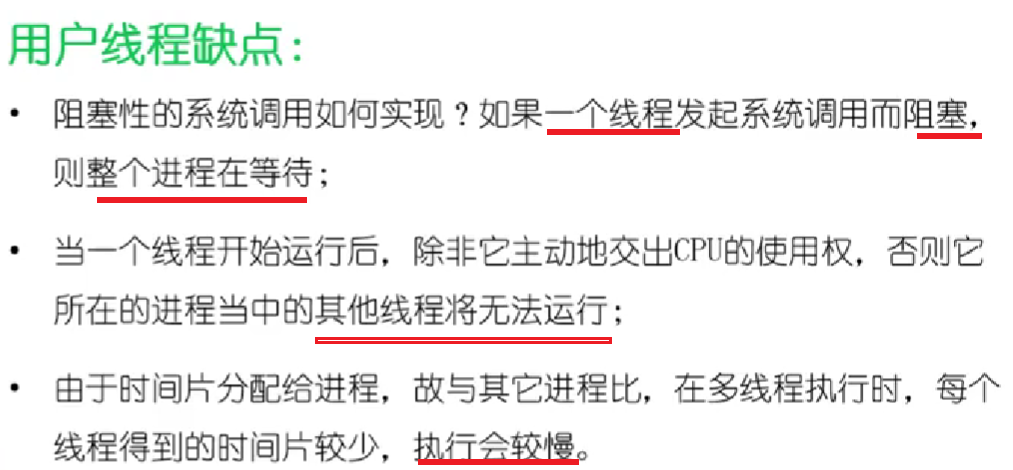 用户线程缺点：
• 阻塞性的系统调用如何实现？如果一个线程发起系统调用而阻塞，
则整个进程在等待；
• 当一个线程开始运行后，除非它主动地交出CPU的使用权，否则它
所在的进程当中的其他线程将无法运行；
• 由于时间片分配给进程，故与其它进程比，在多线程执行时，每个
线程得到的时间片较少，执行会较慢。